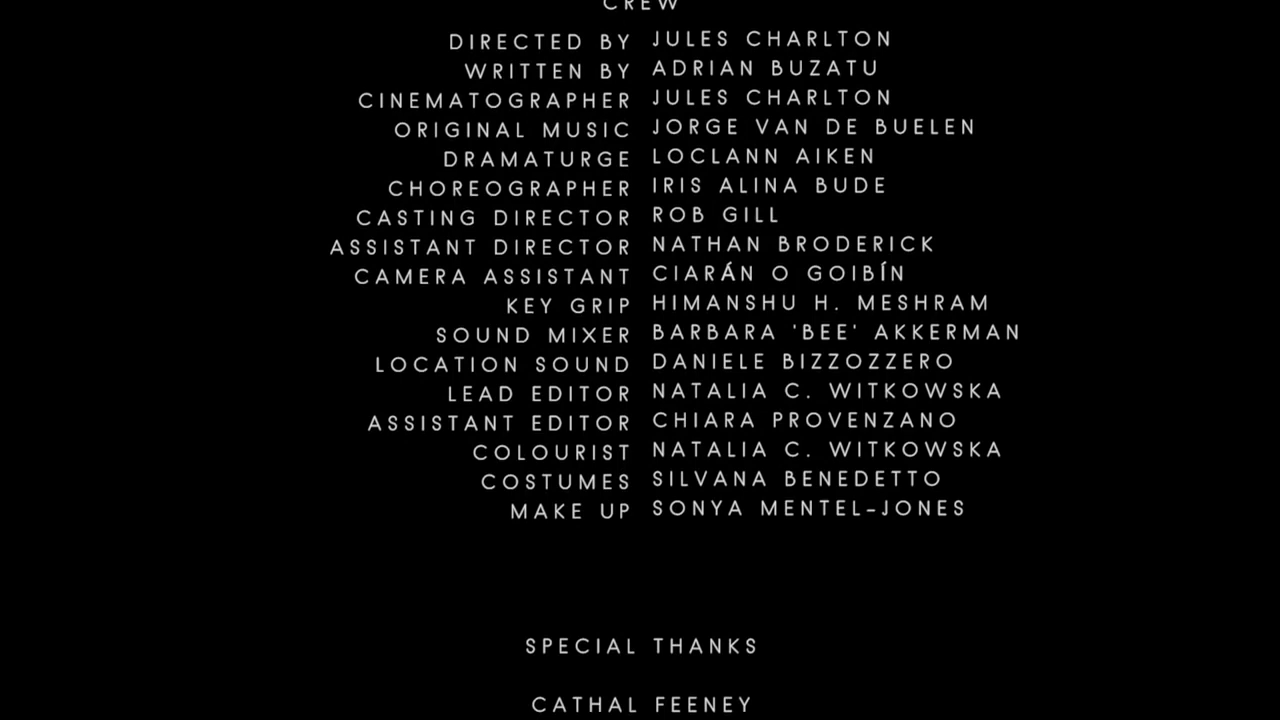 CREW
DIRECTED BY JULES CHARLTON
WRITTEN BY ADRIAN BUZATU
CINEMATOGRAPHER JULES CHARLTON
ORIGINAL MUSIC JORGE VAN DE BUELEN
DRAMATURGE LOCLANN AIKEN
CHOREOGRAPHER IRIS ALINA BUDE
CASTING DIRECTOR ROB GILL
ASSISTANT DIRECTOR NATHAN BRODERICK
CAMERA ASSISTANT CIARÁN O GOIBÍN
KEY GRIP HIMANSHU H. MESHRAM
SOUND MIXER BARBARA 'BEE' AKKERMAN
LOCATION SOUND DANIELE BIZZOZZERO
LEAD EDITOR NATALIA C. WITKOWSKA
ASSISTANT EDITOR CHIARA PROVENZANO
COLOURIST NATALIA C. WITKOWSKA
COSTUMES SILVANA BENEDETTO
MAKE UP SONYA MENTEL-JONES
SPECIAL THANKS
CATHAL FEENEY